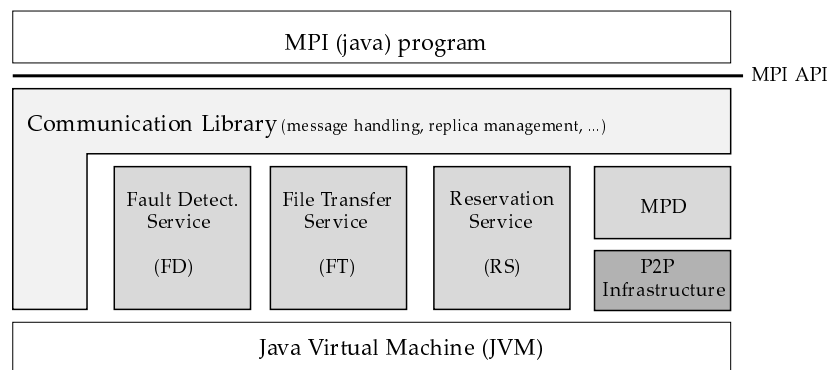 MPI (java) program
MPI API
Communication Library (message handling, replica management, ...)
Fault Detect.
Service
(FD)
File Transfer
Service
(FT)
Reservation
Service
(RS)
MPD
P2P
Infrastructure
Java Virtual Machine (JVM)